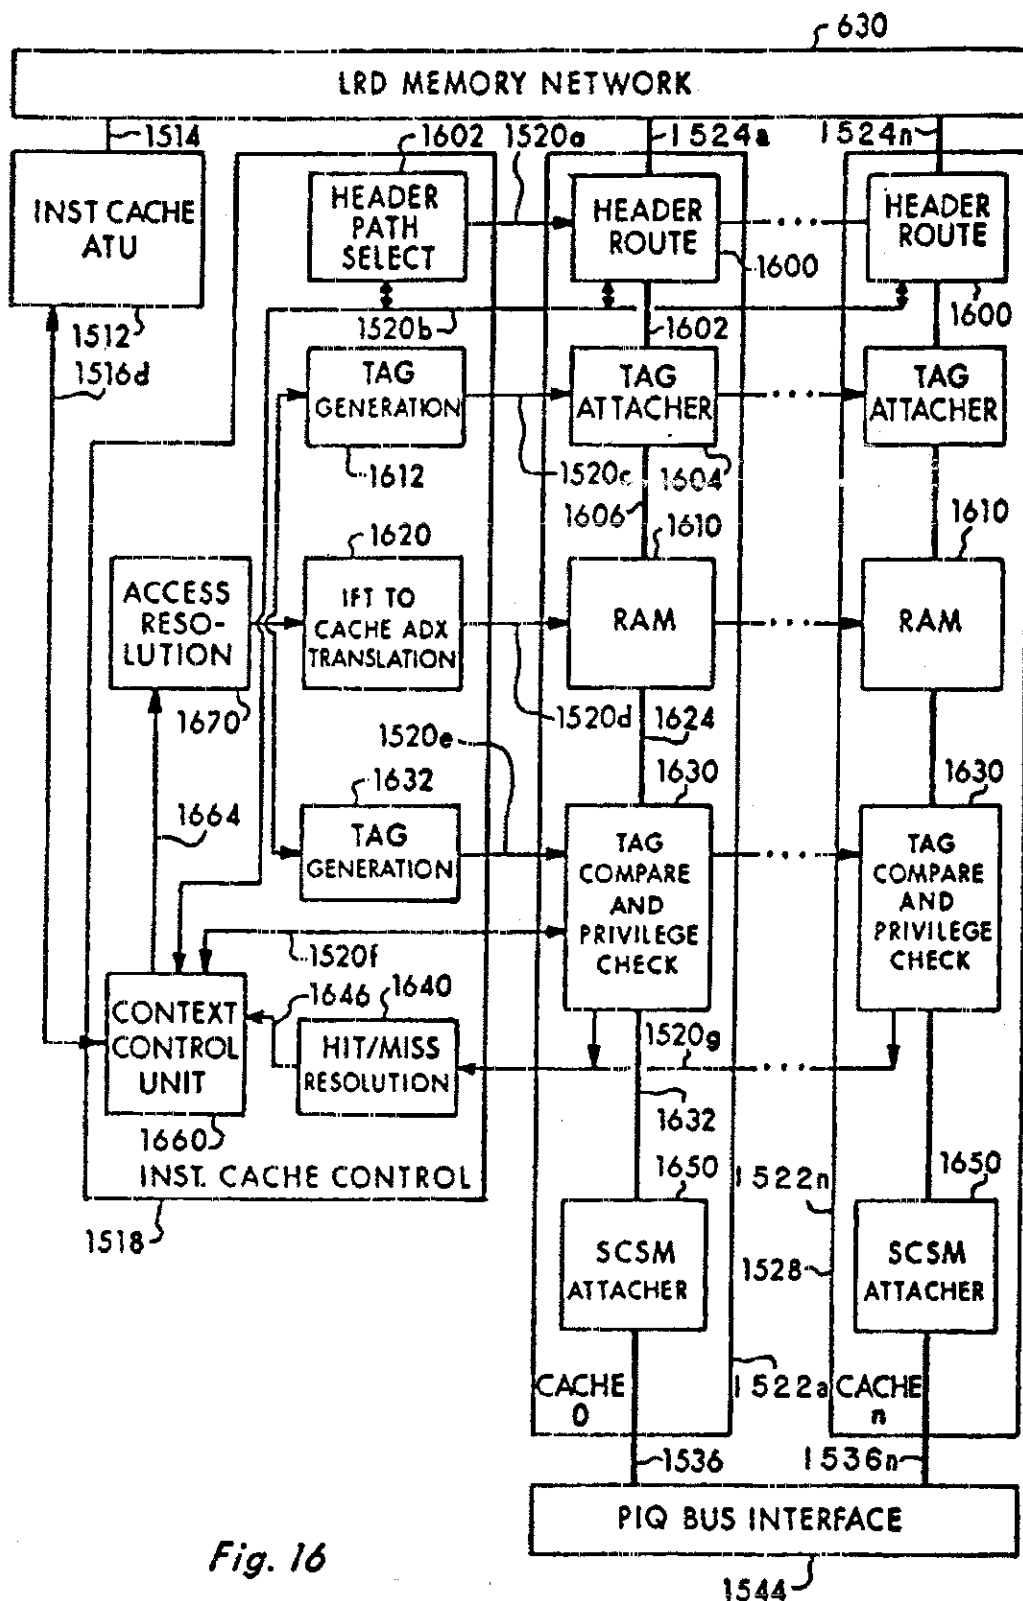 630
LRD MEMORY NETWORK
1514
1602
1520a
1524a
1524n
INST CACHE
ATU
HEADER
PATH
SELECT
HEADER
ROUTE
HEADER
ROUTE
1600
1600
1512
1520b
1602
1516d
TAG
GENERATION
TAG
ATTACHER
TAG
ATTACHER
1612
1520c
1604
1606
1610
1610
1620
ACCESS
RESO-
LUTION
IFT TO
CACHE ADX
TRANSLATION
RAM
RAM
1670
1520d
1624
1520e
1632
1630
1630
1664
TAG
GENERATION
TAG
COMPARE
AND
PRIVILEGE
CHECK
TAG
COMPARE
AND
PRIVILEGE
CHECK
1520f
1646
1640
CONTEXT
CONTROL
UNIT
HIT/MISS
RESOLUTION
1520g
1632
1660
INST. CACHE CONTROL
1518
1650
1650
1522n
1528
SCSM
ATTACHER
SCSM
ATTACHER
CACHE
0
1522a
CACHE
n
1536
1536n
PIQ BUS INTERFACE
Fig. 16
1544